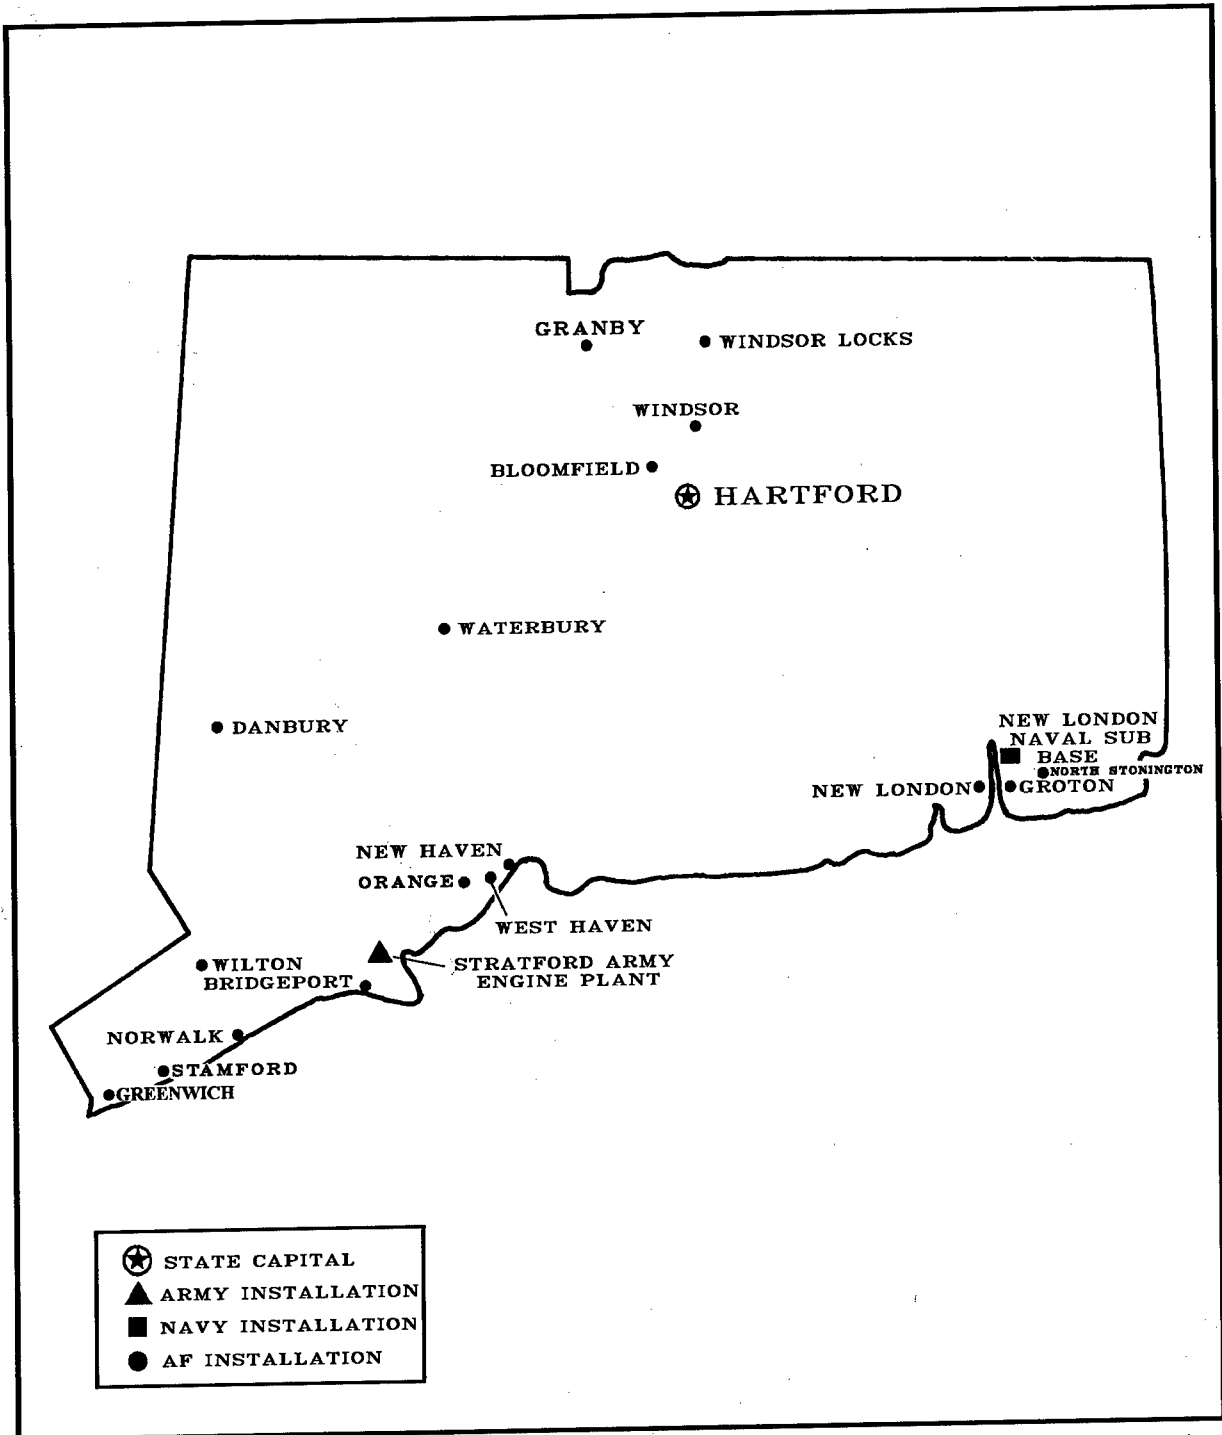 GRANBY
WINDSOR LOCKS
WINDSOR
BLOOMFIELD
HARTFORD
WATERBURY
DANBURY
NEW LONDON
NAVAL SUB
BASE
NORTH STONINGTON
NEW LONDON
GROTON
NEW HAVEN
ORANGE
WEST HAVEN
WILTON
BRIDGEPORT
STRATFORD ARMY
ENGINE PLANT
NORWALK
STAMFORD
GREENWICH
STATE CAPITAL
ARMY INSTALLATION
NAVY INSTALLATION
AF INSTALLATION